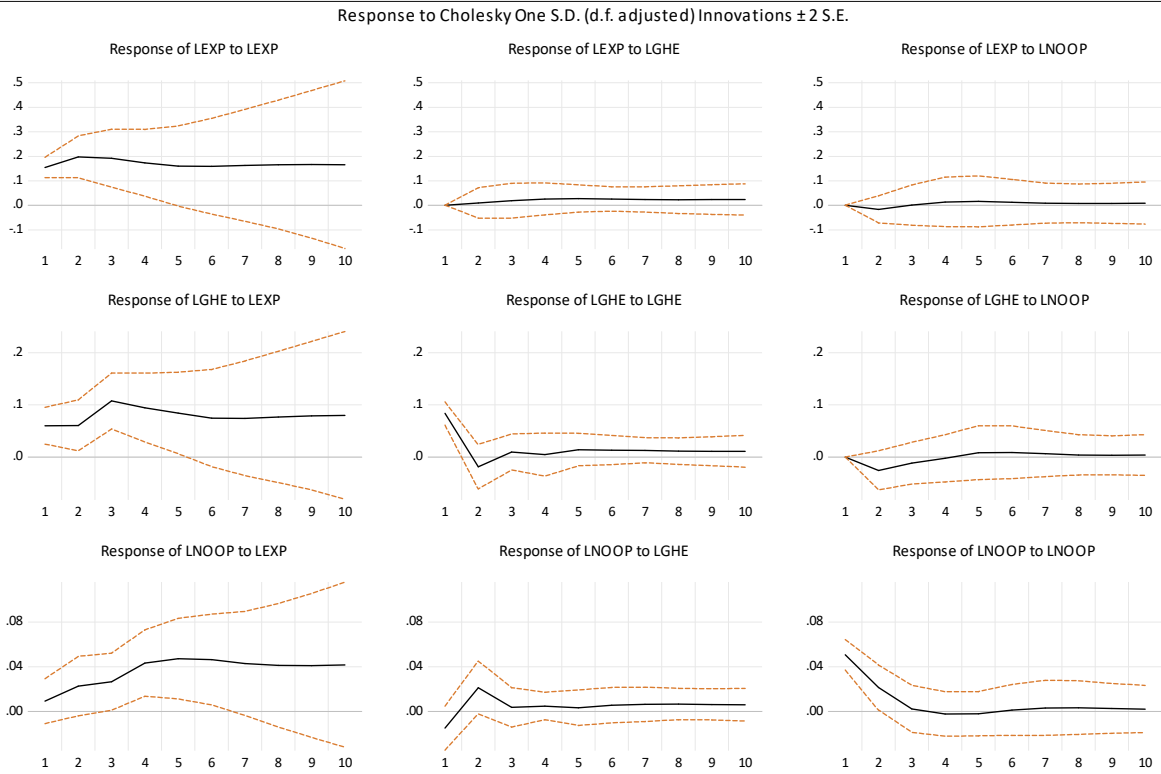 Response to Cholesky One S.D. (d.f. adjusted) Innovations ± 2 S.E.
Response of LEXP to LEXP
.5
.4
.3
.2
.1
.0
-.1
1 2 3 4 5 6 7 8 9 10
Response of LEXP to LGHE
.5
.4
.3
.2
.1
.0
-.1
1 2 3 4 5 6 7 8 9 10
Response of LEXP to LNOOP
.5
.4
.3
.2
.1
.0
-.1
1 2 3 4 5 6 7 8 9 10
Response of LGHE to LEXP
.2
.1
.0
1 2 3 4 5 6 7 8 9 10
Response of LGHE to LGHE
.2
.1
.0
1 2 3 4 5 6 7 8 9 10
Response of LGHE to LNOOP
.2
.1
.0
1 2 3 4 5 6 7 8 9 10
Response of LNOOP to LEXP
.08
.04
.00
1 2 3 4 5 6 7 8 9 10
Response of LNOOP to LGHE
.08
.04
.00
1 2 3 4 5 6 7 8 9 10
Response of LNOOP to LNOOP
.08
.04
.00
1 2 3 4 5 6 7 8 9 10